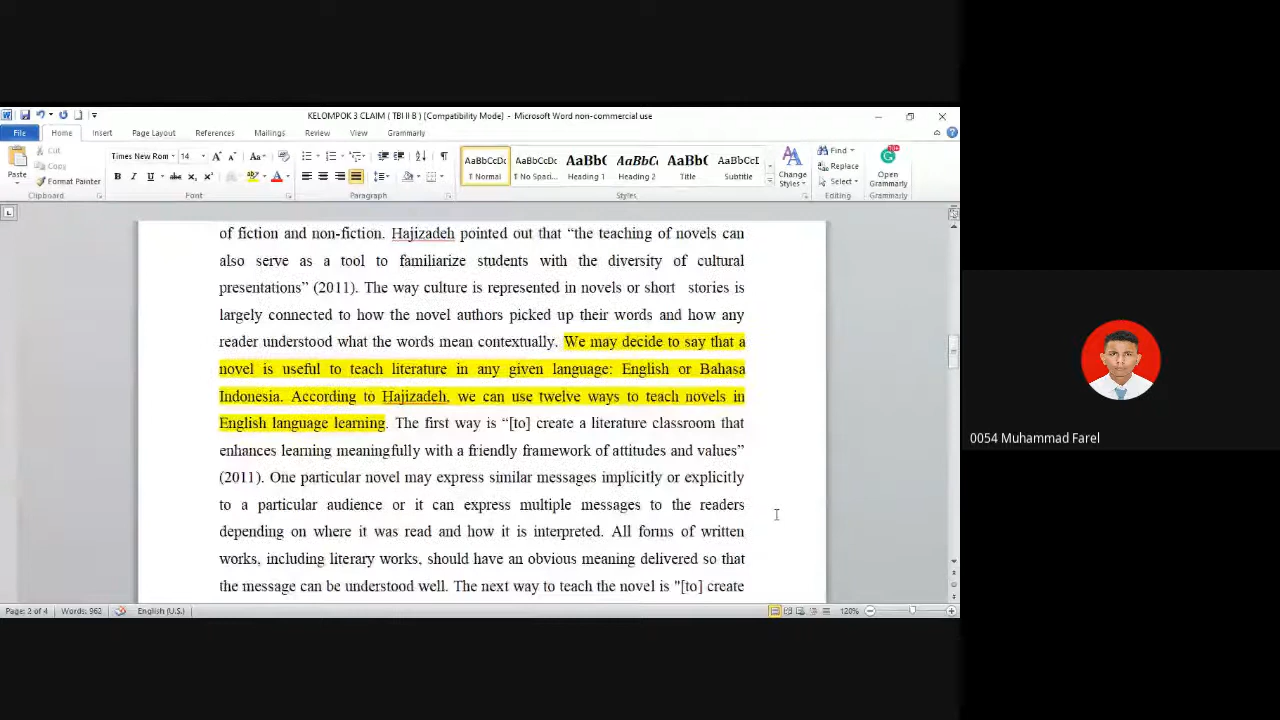 KELOMPOK 3 CLAIM ( TBI II B ) [Compatibility Mode] - Microsoft Word non-commercial use
File Home Insert Page Layout References Mailings Review View Grammarly
Cut
Copy
Paste
Format Painter
Clipboard
Times New Rom 14
Font
Paragraph
AaBbCcDc AaBbCcDc AaBbC AaBbCc AaBbC AaBbCcI
¶ Normal ¶ No Spaci... Heading 1 Heading 2 Title Subtitle
Styles
Change Styles
Find
Replace
Select
Editing
Open Grammarly
Grammarly
of fiction and non-fiction. Hajizadeh pointed out that “the teaching of novels can
also serve as a tool to familiarize students with the diversity of cultural
presentations” (2011). The way culture is represented in novels or short stories is
largely connected to how the novel authors picked up their words and how any
reader understood what the words mean contextually. We may decide to say that a
novel is useful to teach literature in any given language: English or Bahasa
Indonesia. According to Hajizadeh, we can use twelve ways to teach novels in
English language learning. The first way is “[to] create a literature classroom that
enhances learning meaningfully with a friendly framework of attitudes and values”
(2011). One particular novel may express similar messages implicitly or explicitly
to a particular audience or it can express multiple messages to the readers
depending on where it was read and how it is interpreted. All forms of written
works, including literary works, should have an obvious meaning delivered so that
the message can be understood well. The next way to teach the novel is "[to] create
Page: 2 of 4 Words: 962 English (U.S.) 120%
0054 Muhammad Farel